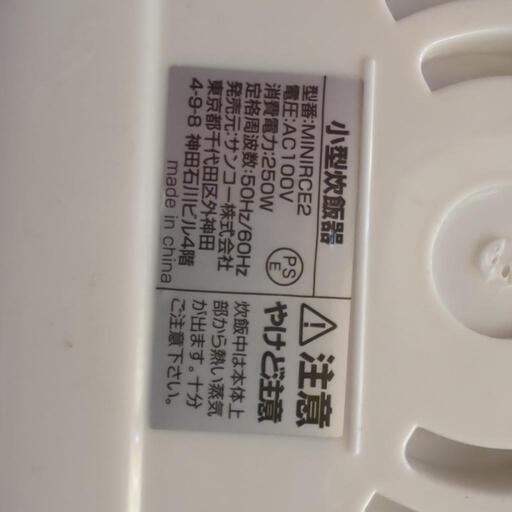 小型炊飯器
型番:MINIRCE2
電圧:AC100V
消費電力:250W
定格周波数:50Hz/60Hz
発売元:サンコー株式会社
東京都千代田区外神田
4-9-8 神田石川ビル4階
made in china
PS
E
注意
やけど注意
炊飯中は本体上
部から熱い蒸気
が出ます。十分
ご注意下さい。